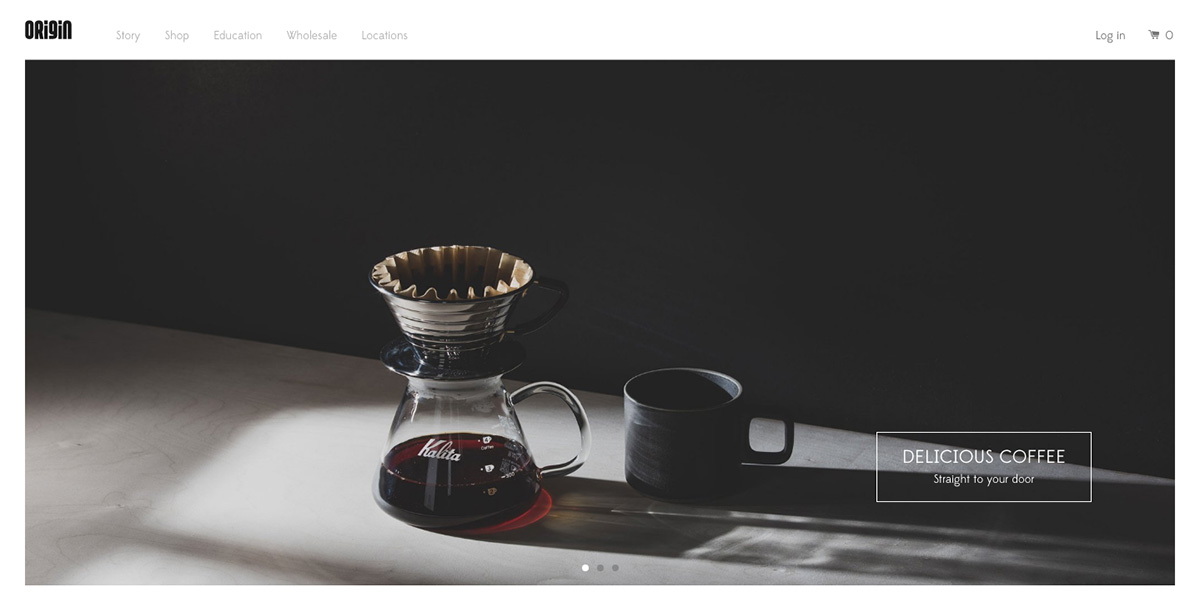 ORIGIN
Story Shop Education Wholesale Locations
Log in 0
Kalita
DELICIOUS COFFEE
Straight to your door